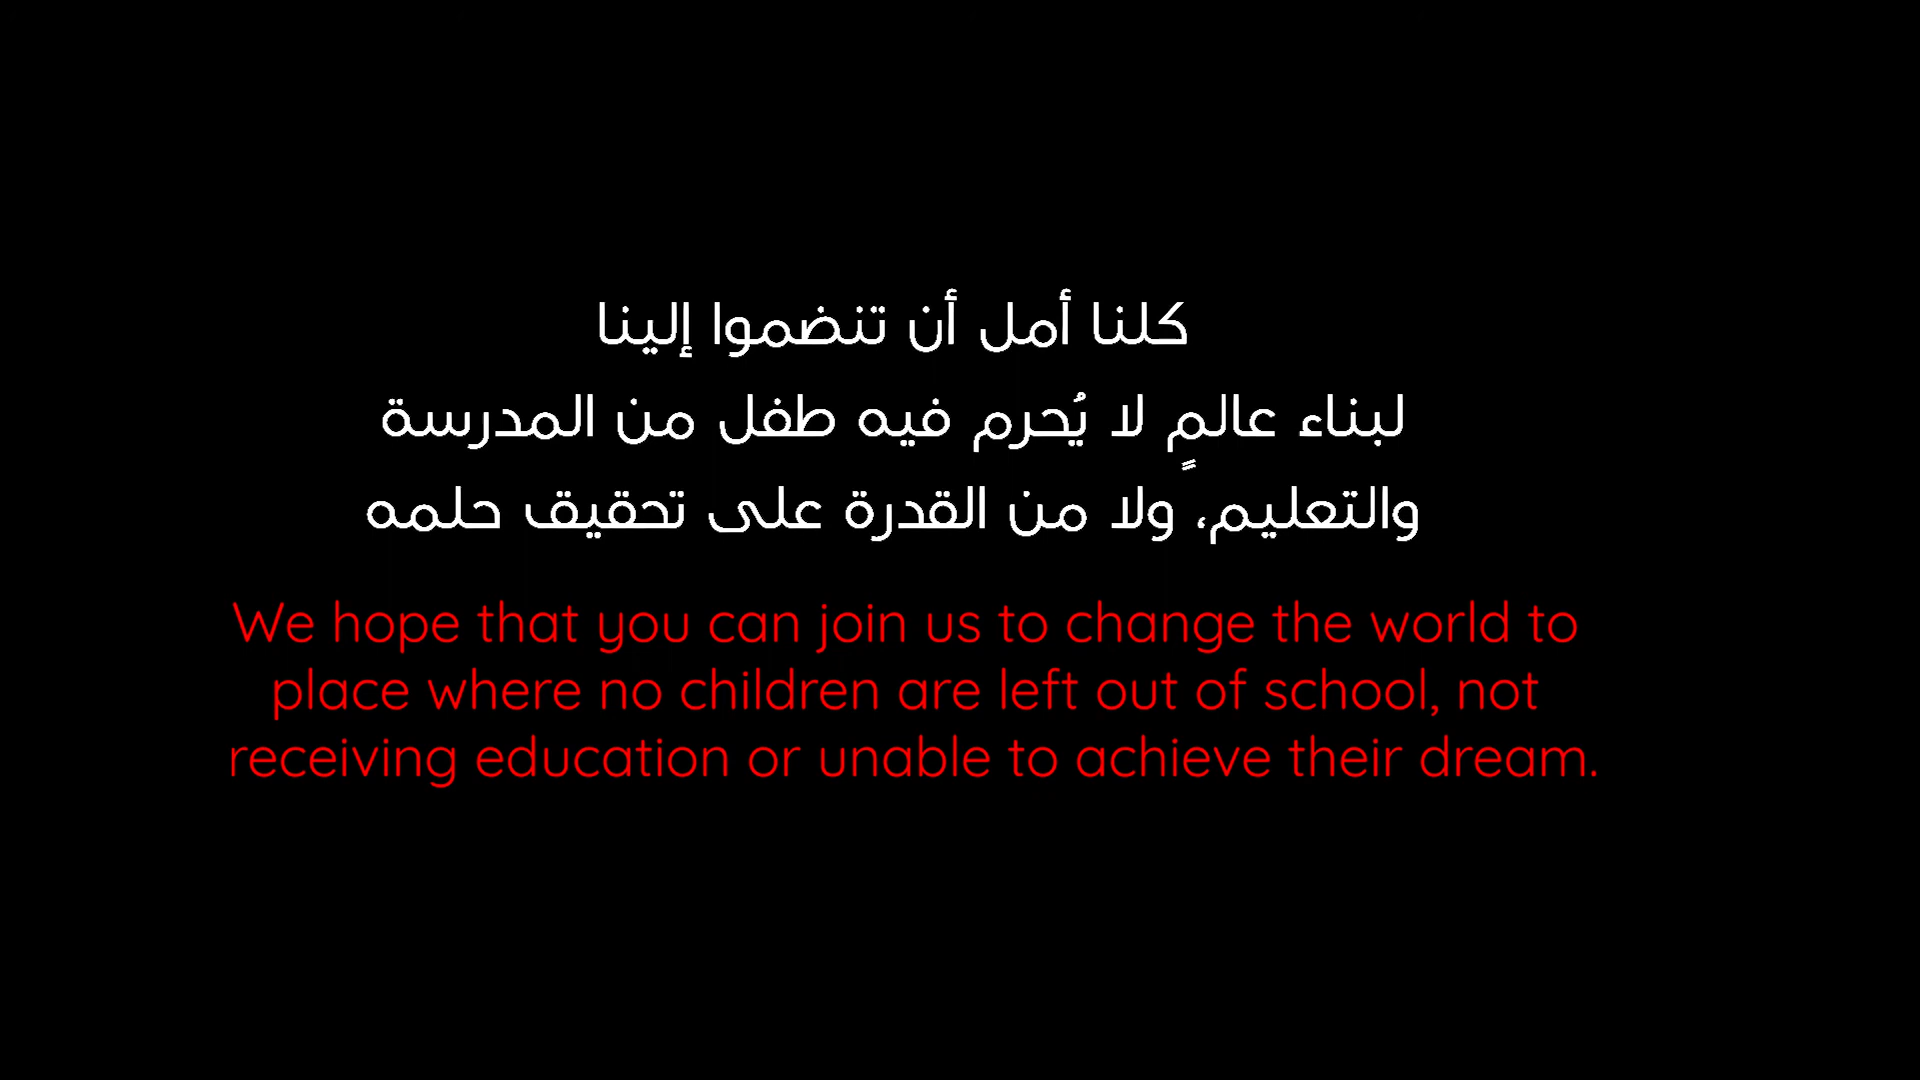 كلنا أمل أن تنضموا إلينا
لبناء عالمٍ لا يُحرم فيه طفل من المدرسة
والتعليم، ولا من القدرة على تحقيق حلمه
We hope that you can join us to change the world to
place where no children are left out of school, not
receiving education or unable to achieve their dream.